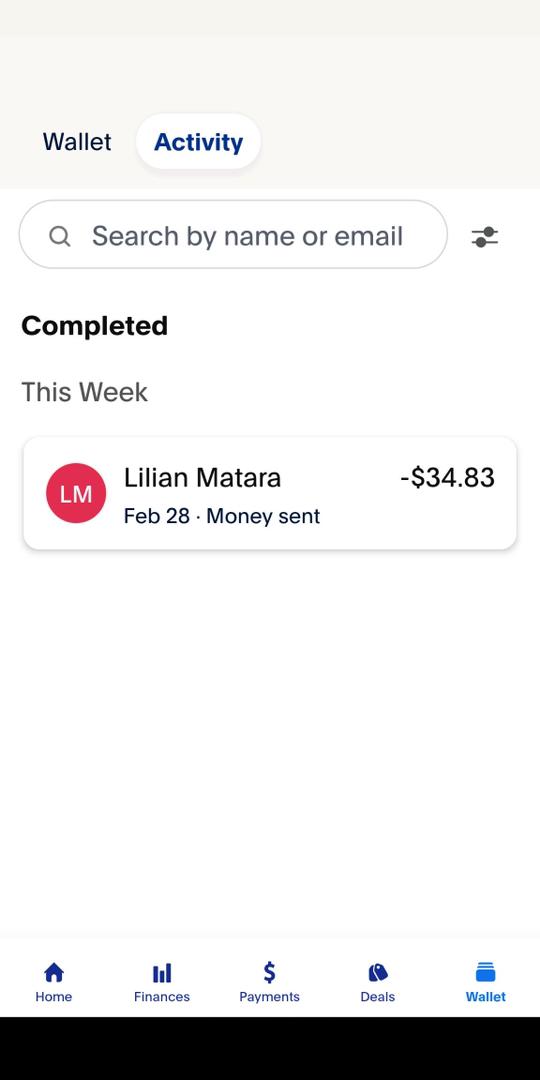 Wallet
Activity
Search by name or email
Completed
This Week
LM
Lilian Matara
-$34.83
Feb 28 · Money sent
Home
Finances
Payments
Deals
Wallet